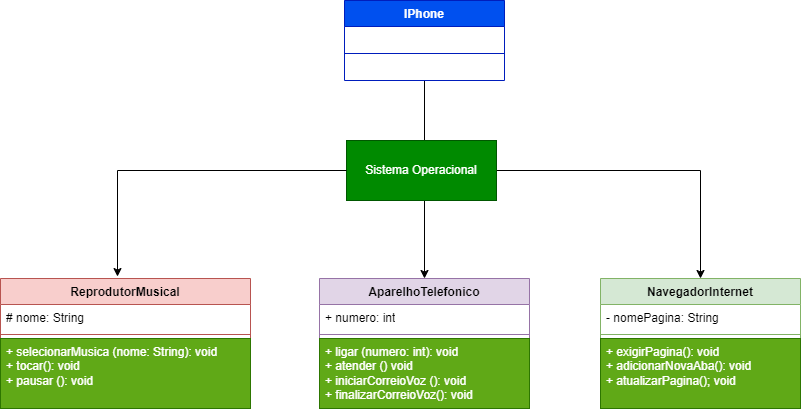 IPhone
Sistema Operacional
ReprodutorMusical
# nome: String
+ selecionarMusica (nome: String): void
+ tocar(): void
+ pausar (): void
AparelhoTelefonico
+ numero: int
+ ligar (numero: int): void
+ atender () void
+ iniciarCorreioVoz (): void
+ finalizarCorreioVoz(): void
NavegadorInternet
- nomePagina: String
+ exigirPagina(): void
+ adicionarNovaAba(): void
+ atualizarPagina(); void